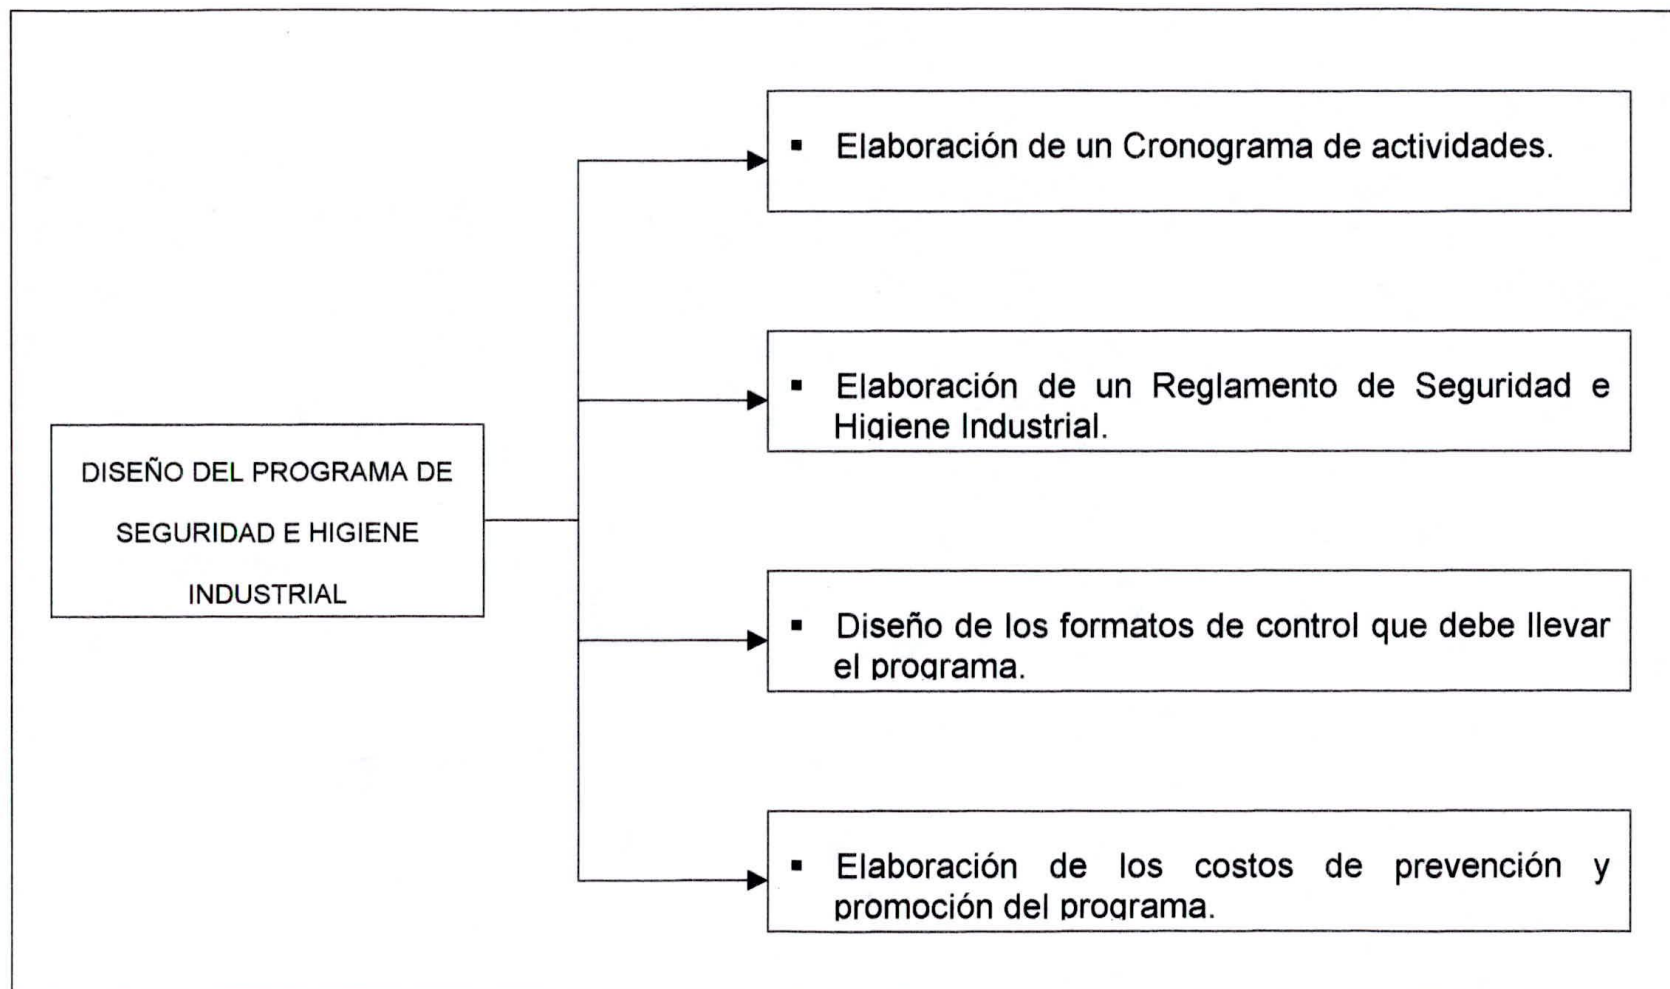 ▪ Elaboración de un Cronograma de actividades.
▪ Elaboración de un Reglamento de Seguridad e
Higiene Industrial.
DISEÑO DEL PROGRAMA DE
SEGURIDAD E HIGIENE
INDUSTRIAL
▪ Diseño de los formatos de control que debe llevar
el programa.
▪ Elaboración de los costos de prevención y
promoción del programa.